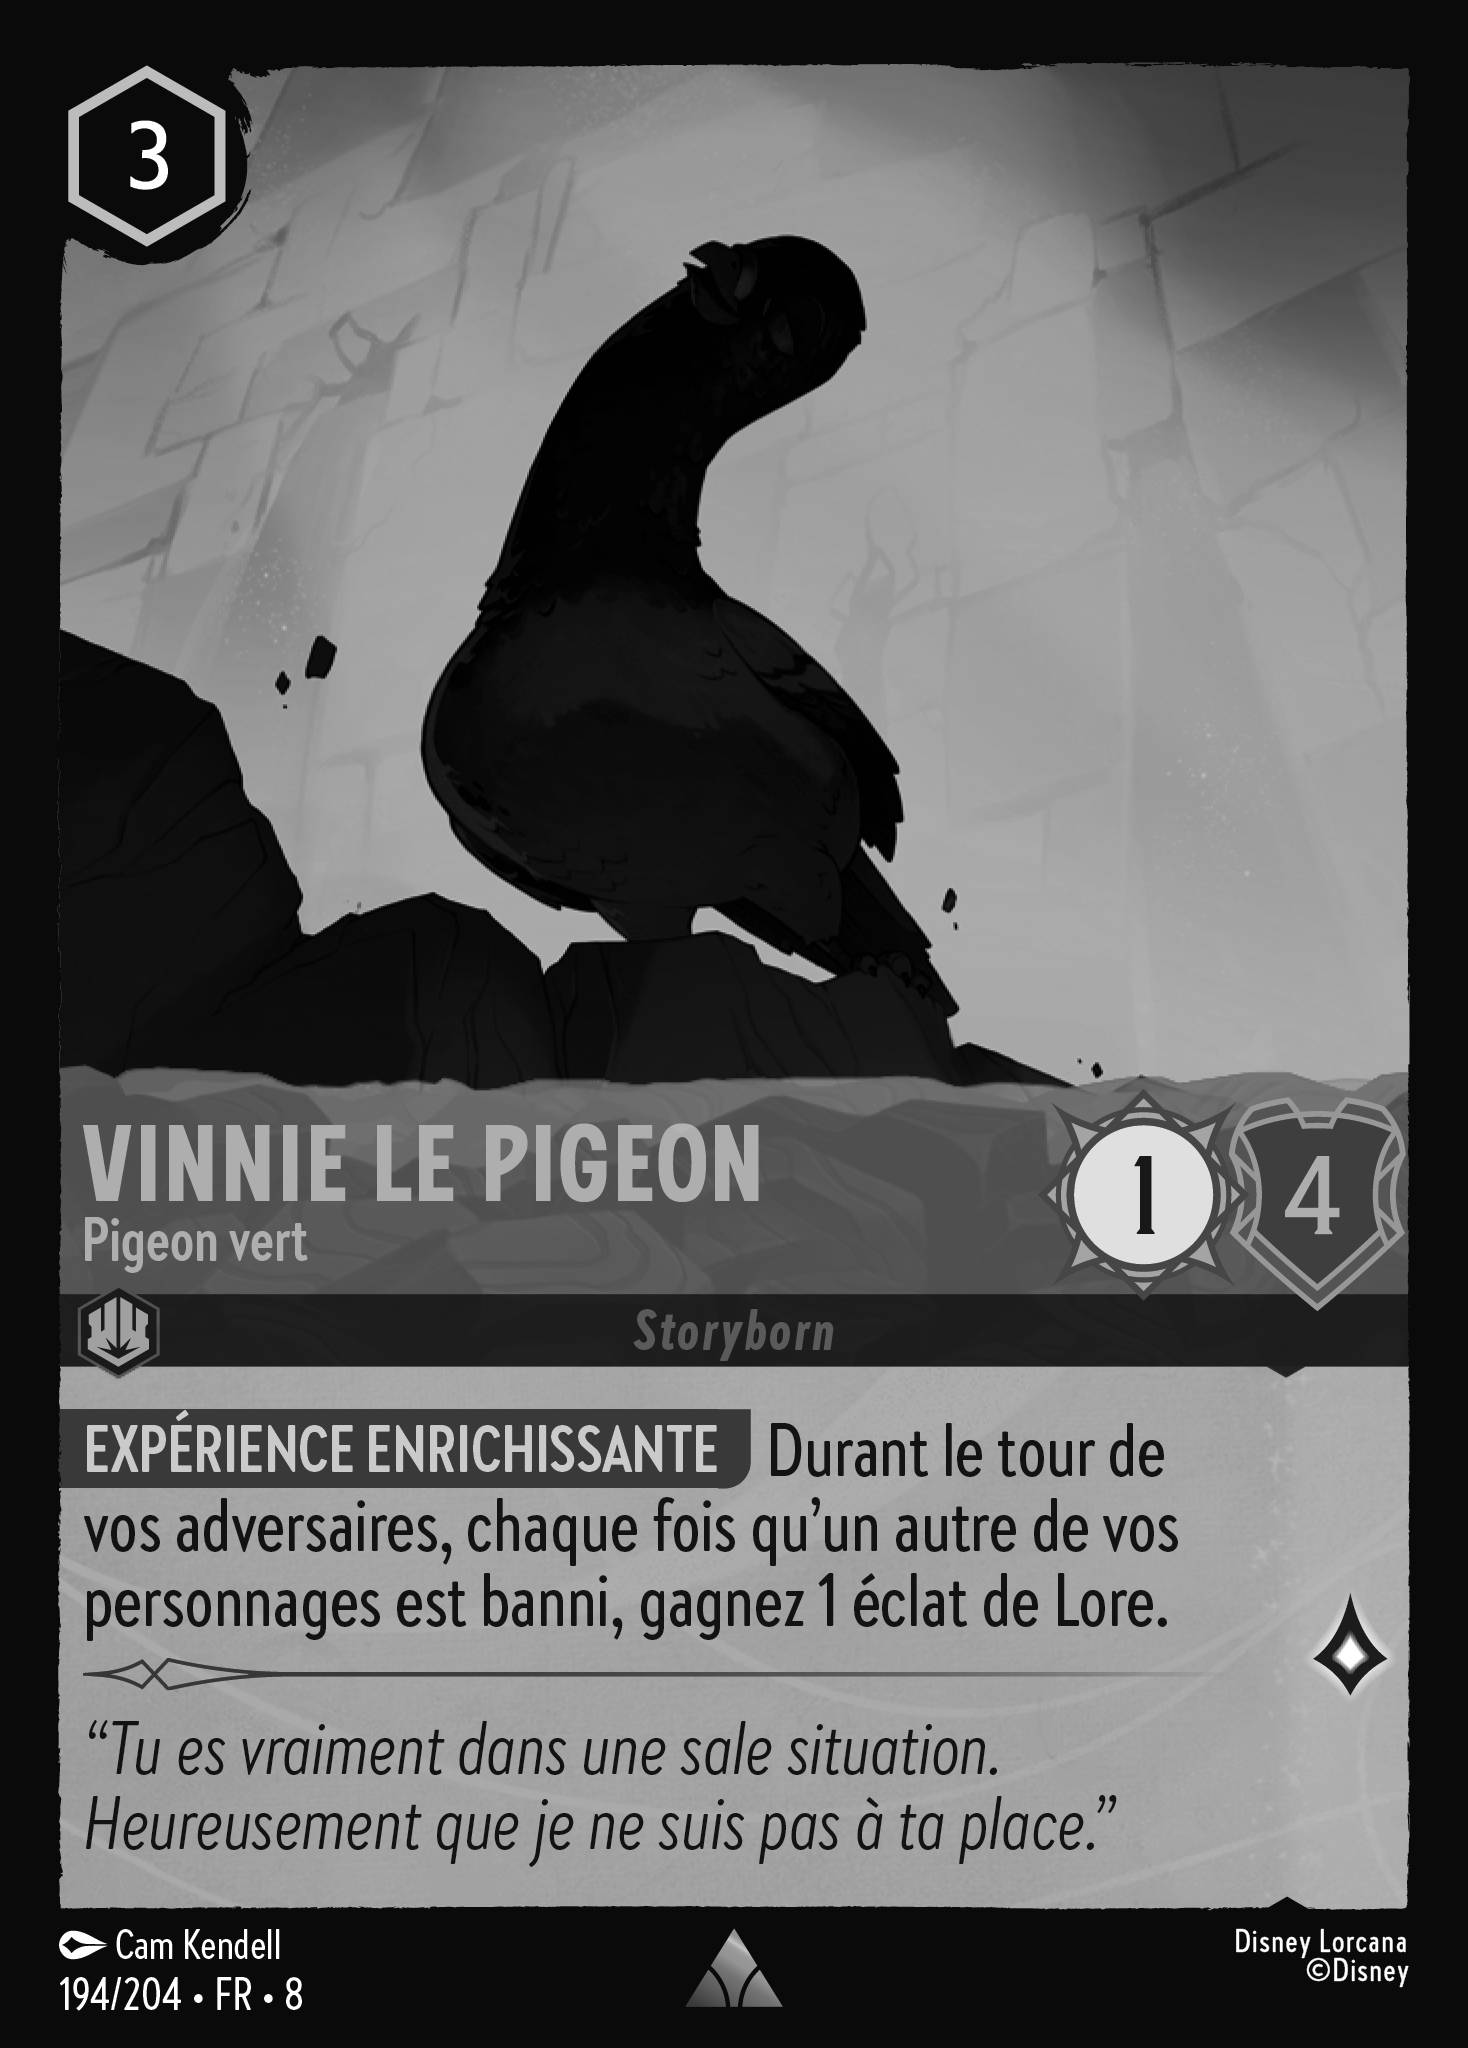 3
VINNIE LE PIGEON
Pigeon vert
1
4
Storyborn
EXPÉRIENCE ENRICHISSANTE Durant le tour de
vos adversaires, chaque fois qu’un autre de vos
personnages est banni, gagnez 1 éclat de Lore.
“Tu es vraiment dans une sale situation.
Heureusement que je ne suis pas à ta place.”
Cam Kendell
194/204 • FR • 8
Disney Lorcana
©Disney